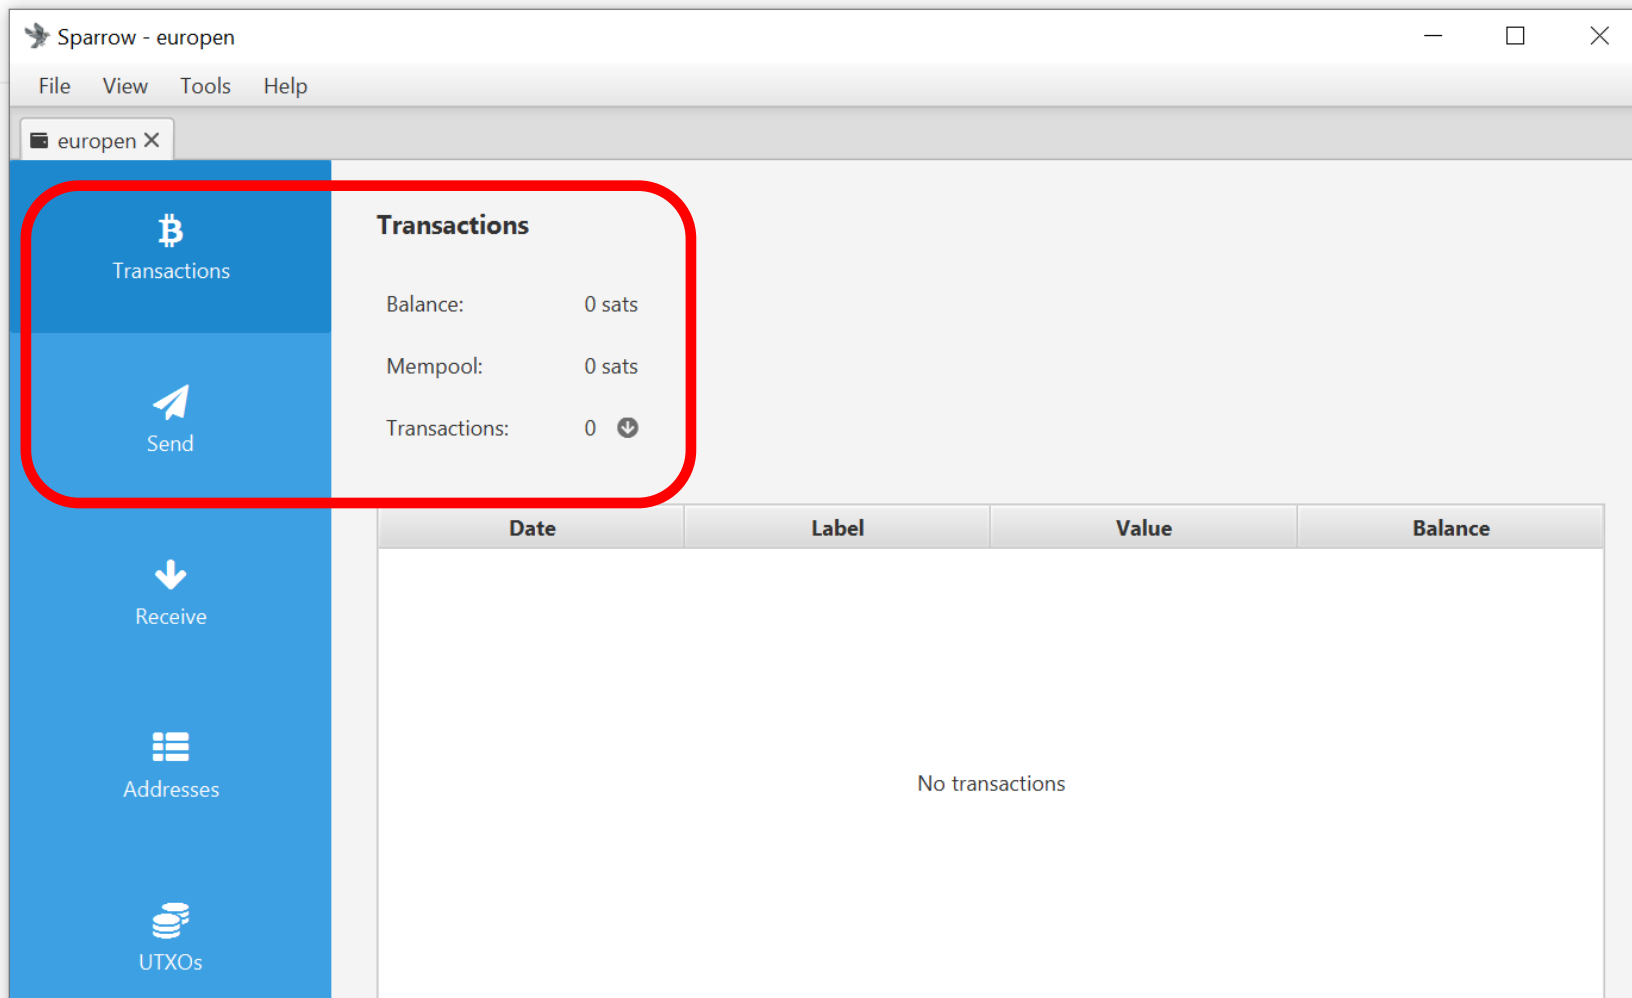 Sparrow - europen
File View Tools Help
europen
Transactions
Send
Receive
Addresses
UTXOs
Transactions
Balance: 0 sats
Mempool: 0 sats
Transactions: 0
Date Label Value Balance
No transactions